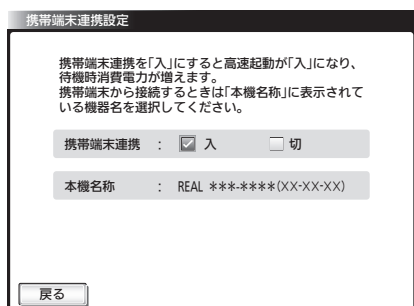 携帯端末連携設定
携帯端末連携を「入」にすると高速起動が「入」になり、
待機時消費電力が増えます。
携帯端末から接続するときは「本機名称」に表示されて
いる機器名を選択してください。
携帯端末連携 : 入 切
本機名称 : REAL ***-****(XX-XX-XX)
戻る